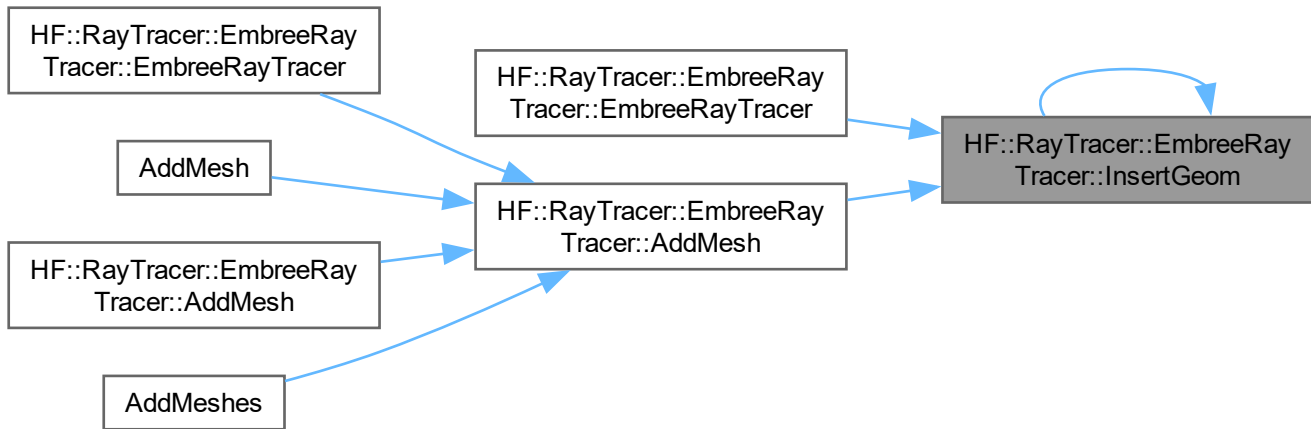 HF::RayTracer::EmbreeRay
Tracer::EmbreeRayTracer
AddMesh
HF::RayTracer::EmbreeRay
Tracer::AddMesh
AddMeshes
HF::RayTracer::EmbreeRay
Tracer::EmbreeRayTracer
HF::RayTracer::EmbreeRay
Tracer::AddMesh
HF::RayTracer::EmbreeRay
Tracer::InsertGeom